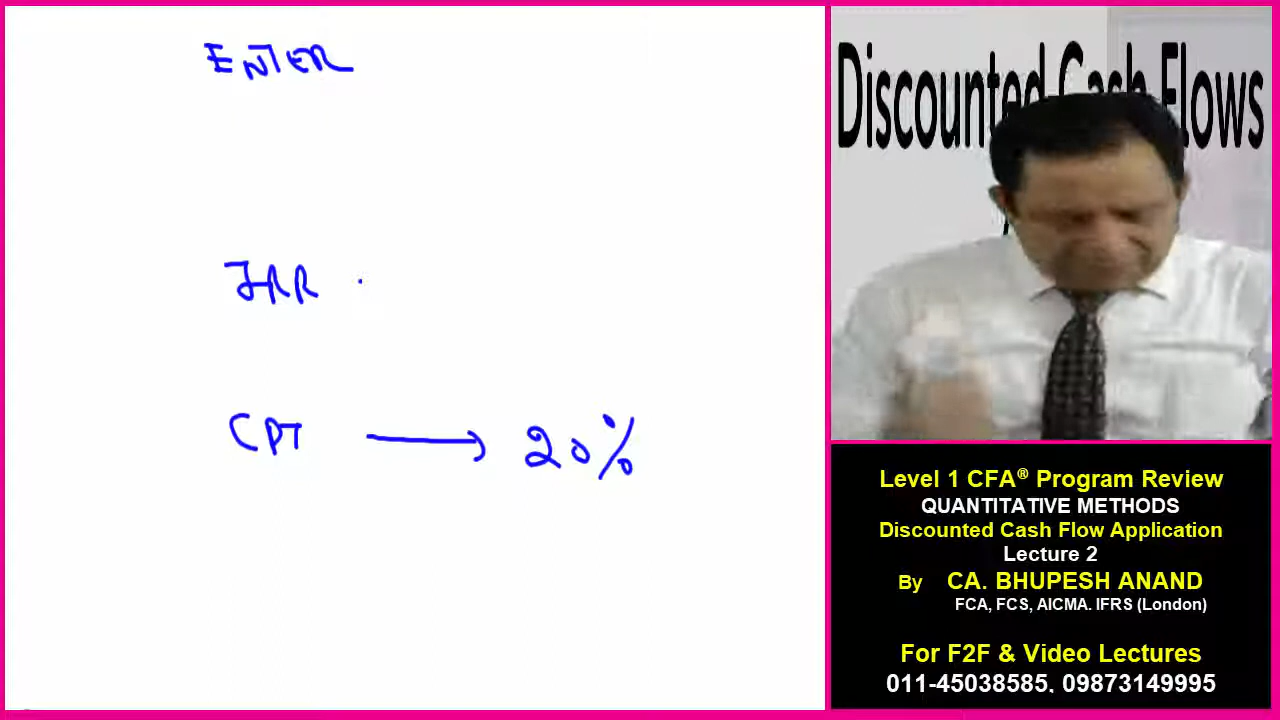 ENTER
IRR
CPT → 20%
Discounted Cash Flows
Level 1 CFA® Program Review
QUANTITATIVE METHODS
Discounted Cash Flow Application
Lecture 2
By CA. BHUPESH ANAND
FCA, FCS, AICMA. IFRS (London)
For F2F & Video Lectures
011-45038585, 09873149995